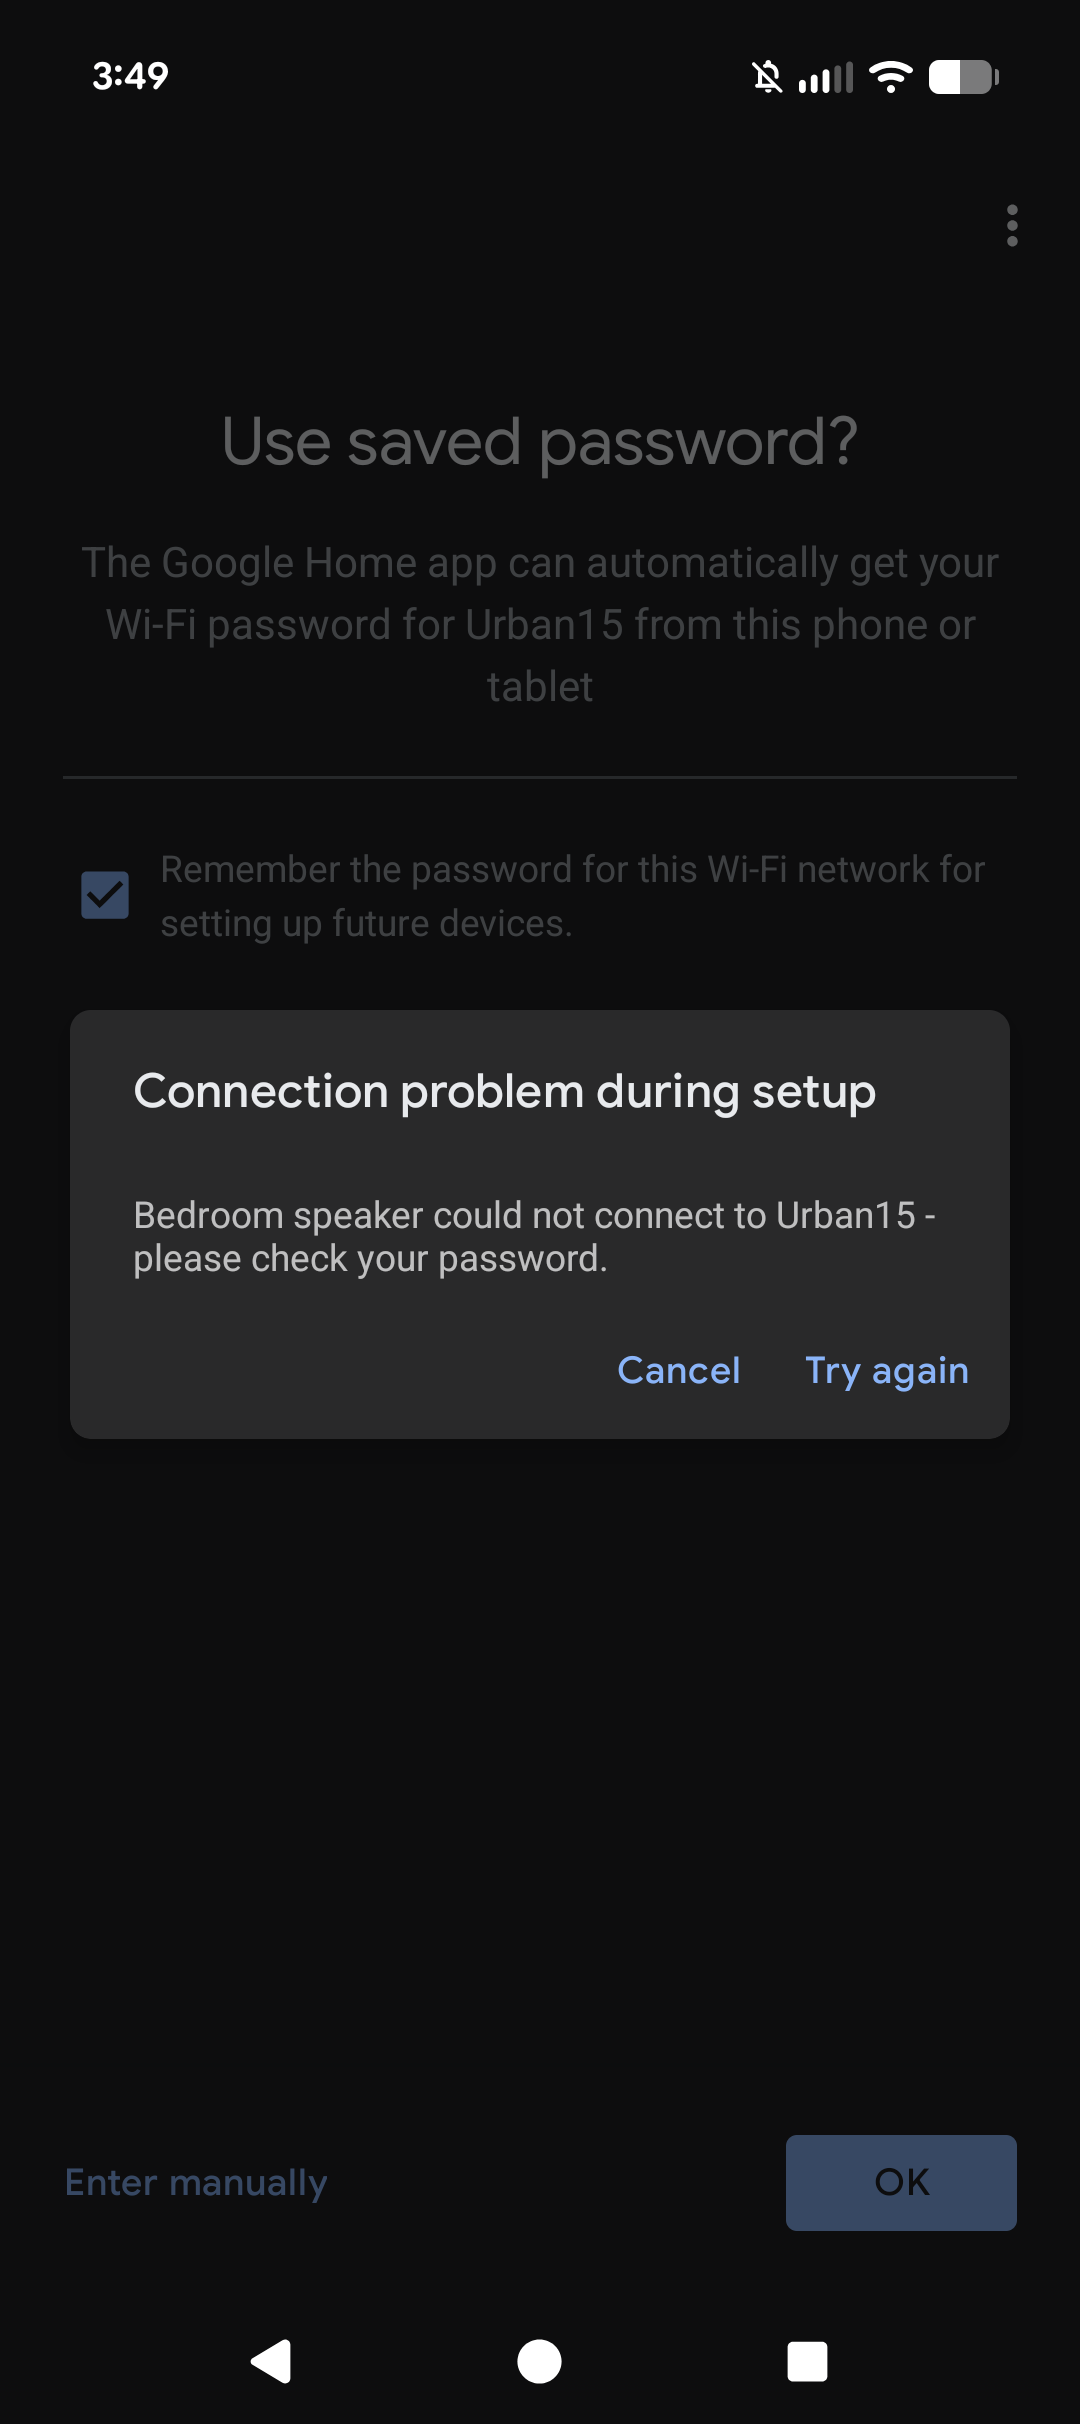 3:49
Use saved password?
The Google Home app can automatically get your
Wi-Fi password for Urban15 from this phone or
tablet
Remember the password for this Wi-Fi network for
setting up future devices.
Connection problem during setup
Bedroom speaker could not connect to Urban15 -
please check your password.
Cancel Try again
Enter manually OK